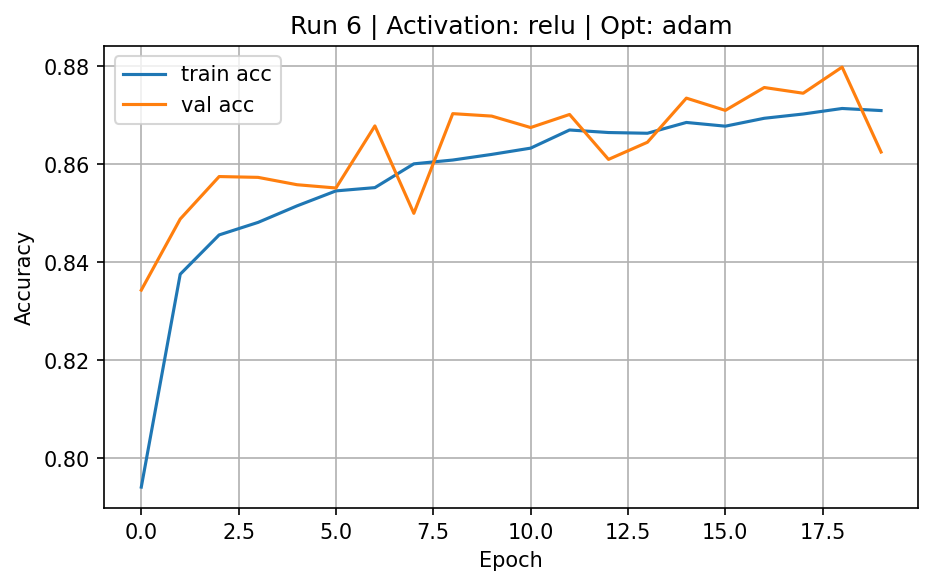 Run 6 | Activation: relu | Opt: adam
train acc
val acc
0.88
0.86
0.84
0.82
0.80
Accuracy
0.0 2.5 5.0 7.5 10.0 12.5 15.0 17.5
Epoch